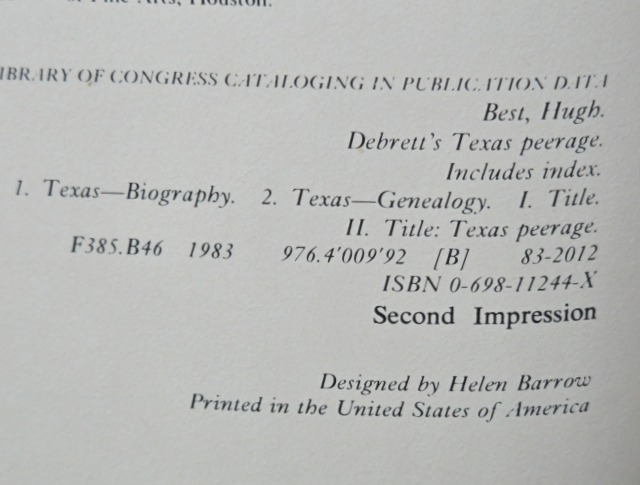 Houston.
LIBRARY OF CONGRESS CATALOGING IN PUBLICATION DATA
Best, Hugh.
Debrett's Texas peerage.
Includes index.
1. Texas—Biography. 2. Texas—Genealogy. I. Title.
II. Title: Texas peerage.
F385.B46 1983 976.4'009'92 [B] 83-2012
ISBN 0-698-11244-X
Second Impression
Designed by Helen Barrow
Printed in the United States of America